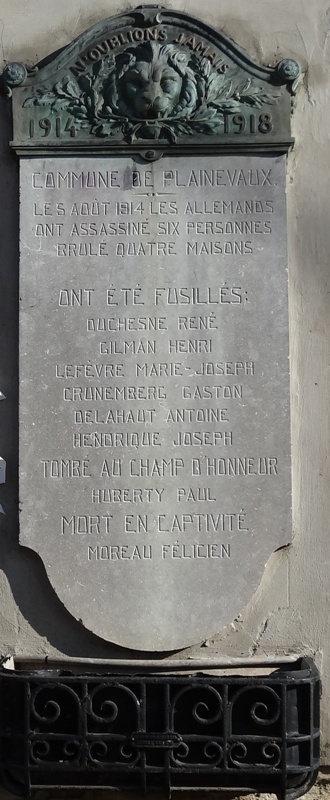 N'OUBLIONS JAMAIS
1914 1918
COMMUNE DE PLAINEVAUX
LE 5 AOÛT 1914 LES ALLEMANDS
ONT ASSASSINÉ SIX PERSONNES
BRULÉ QUATRE MAISONS
ONT ÉTÉ FUSILLÉS:
DUCHESNE RENÉ
GILMAN HENRI
LEFÈVRE MARIE-JOSEPH
CRUNEMBERG GASTON
DELAHAUT ANTOINE
HENDRIQUE JOSEPH
TOMBÉ AU CHAMP D'HONNEUR
HUBERTY PAUL
MORT EN CAPTIVITÉ
MOREAU FÉLICIEN